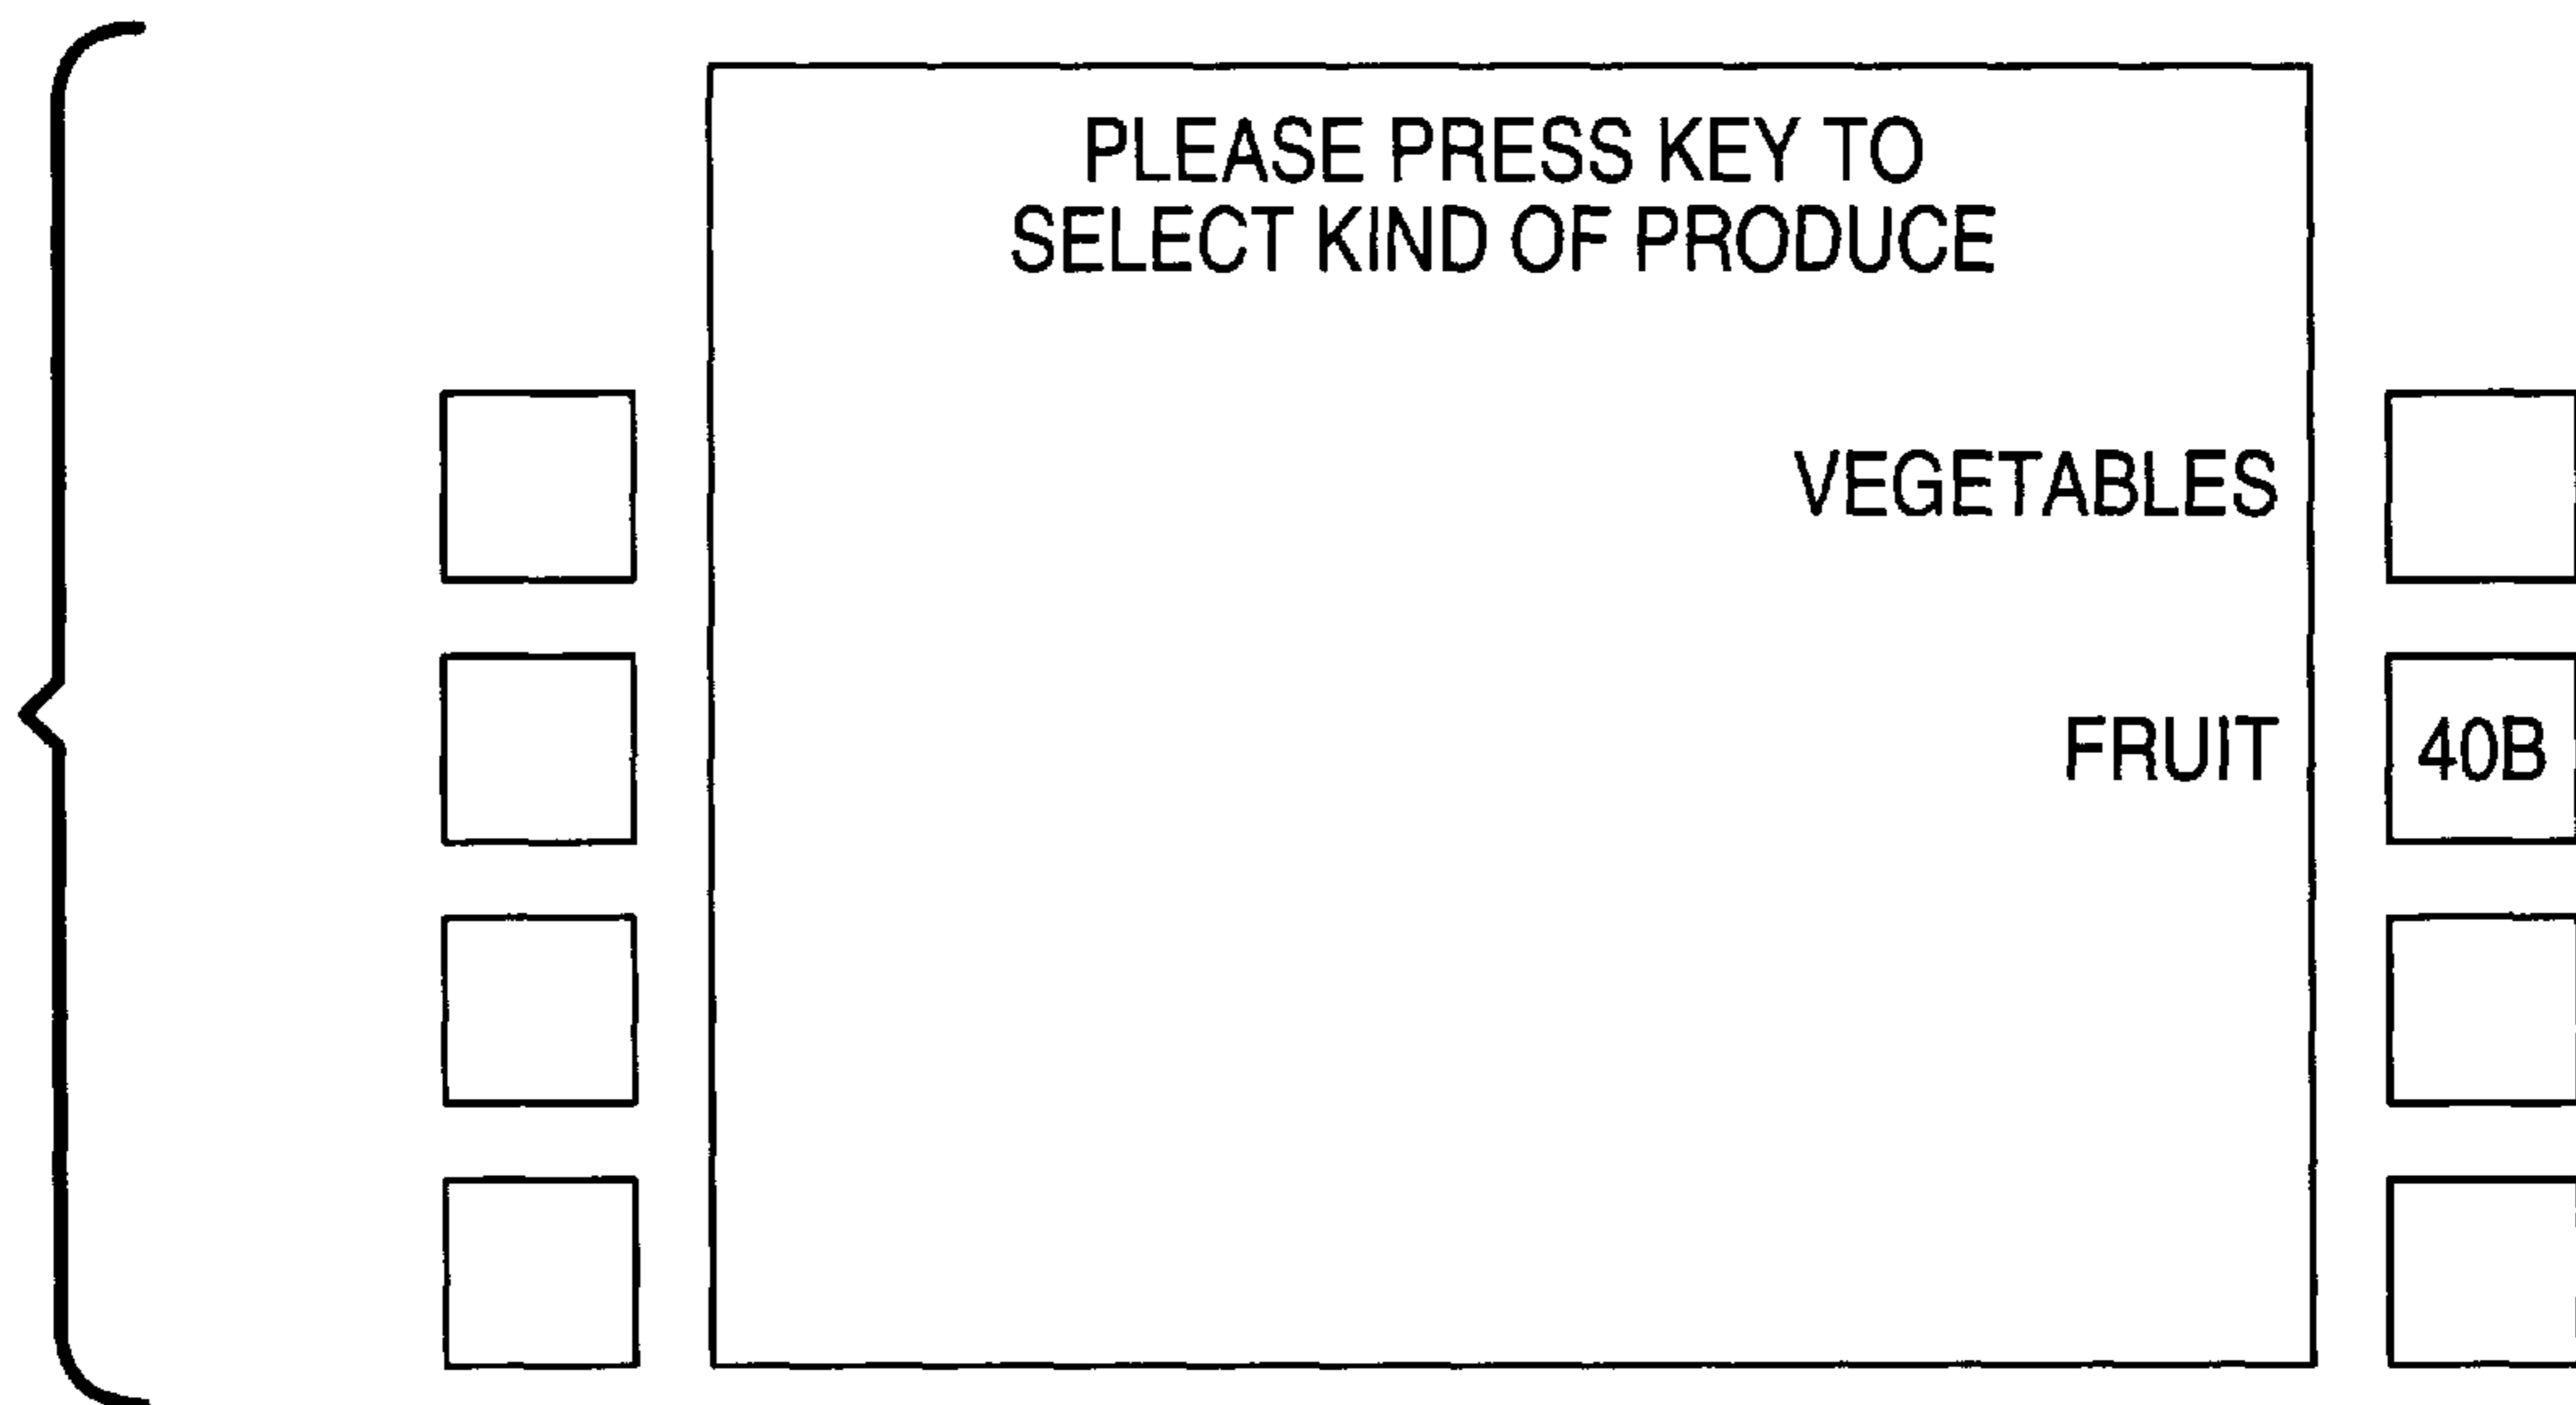 PLEASE PRESS KEY TO
SELECT KIND OF PRODUCE
VEGETABLES
FRUIT 40B